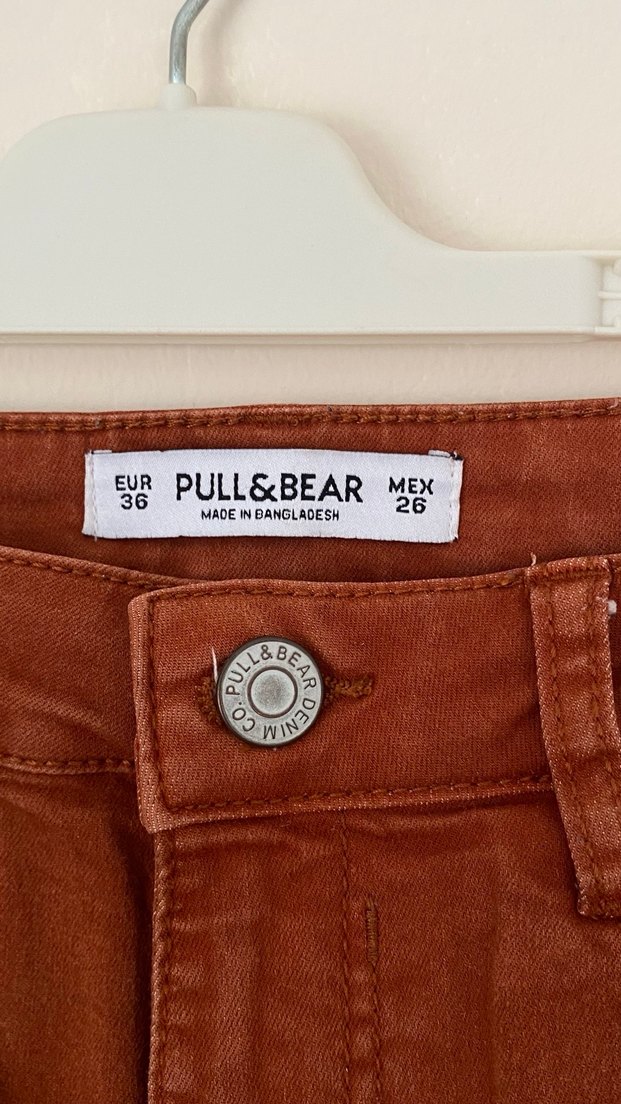 EUR
36
PULL&BEAR
MADE IN BANGLADESH
MEX
26
PULL&BEAR DENIM CO.